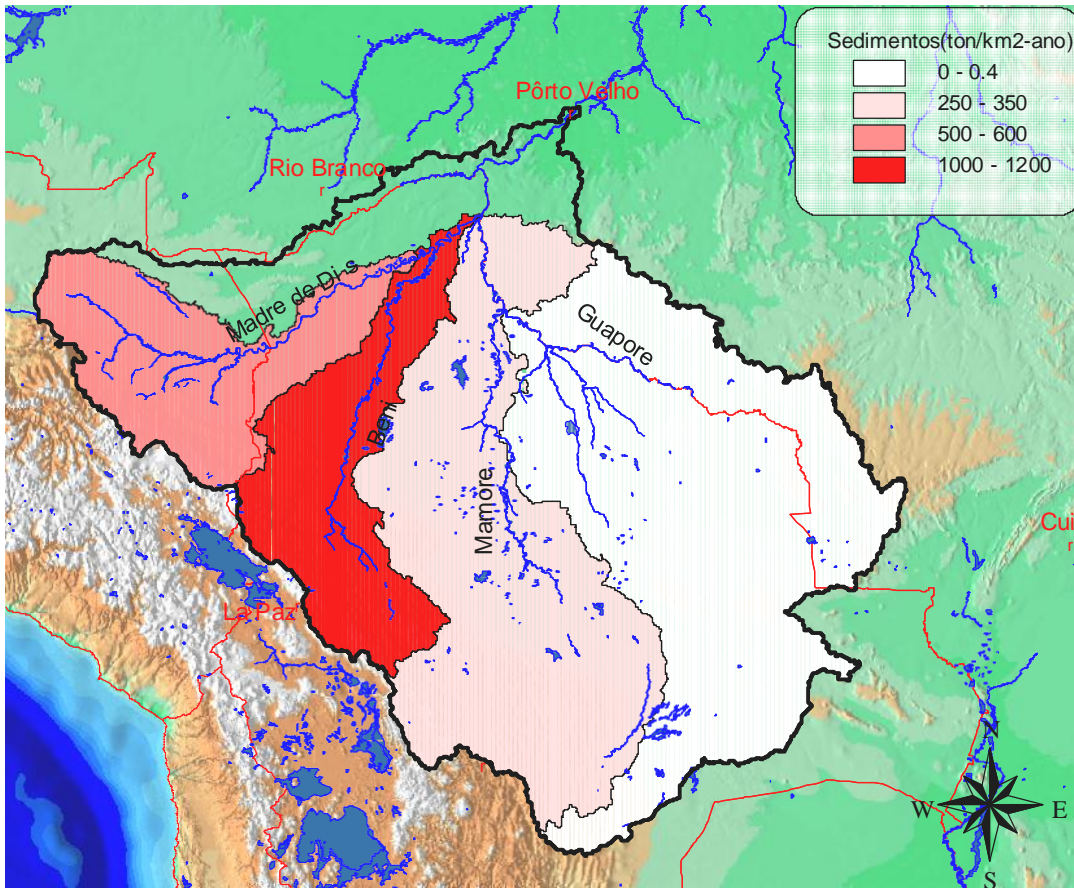 Sedimentos(ton/km2-ano)
0 - 0.4
250 - 350
500 - 600
1000 - 1200
Pôrto Velho
Rio Branco
r
Madre de Di s
Guapore
Beni
Mamore
Cui
r
La Paz
N
W
E
S